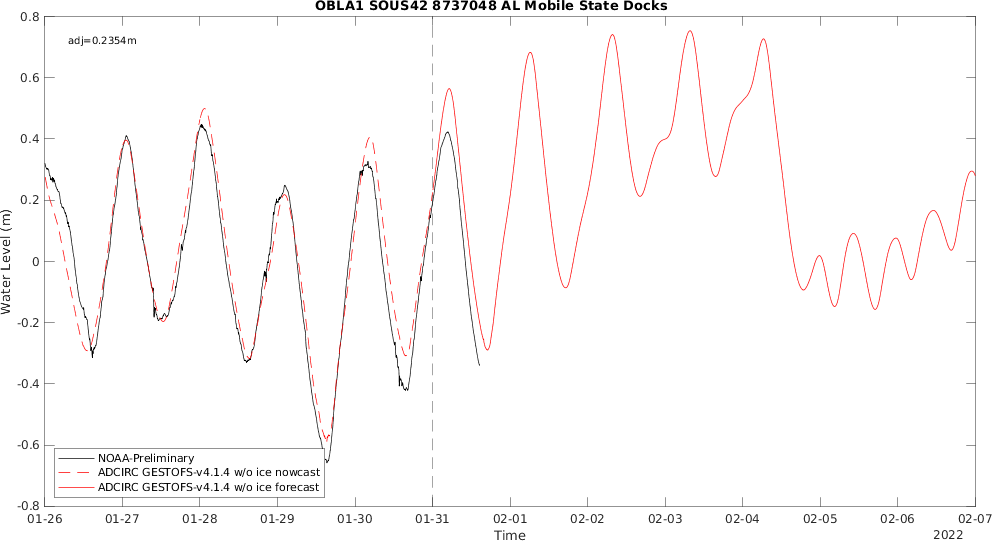 OBLA1 SOUS42 8737048 AL Mobile State Docks
adj=0.2354m
0.8
0.6
0.4
0.2
0
-0.2
-0.4
-0.6
-0.8
Water Level (m)
NOAA-Preliminary
ADCIRC GESTOFS-v4.1.4 w/o ice nowcast
ADCIRC GESTOFS-v4.1.4 w/o ice forecast
01-26 01-27 01-28 01-29 01-30 01-31 02-01 02-02 02-03 02-04 02-05 02-06 02-07
Time
2022